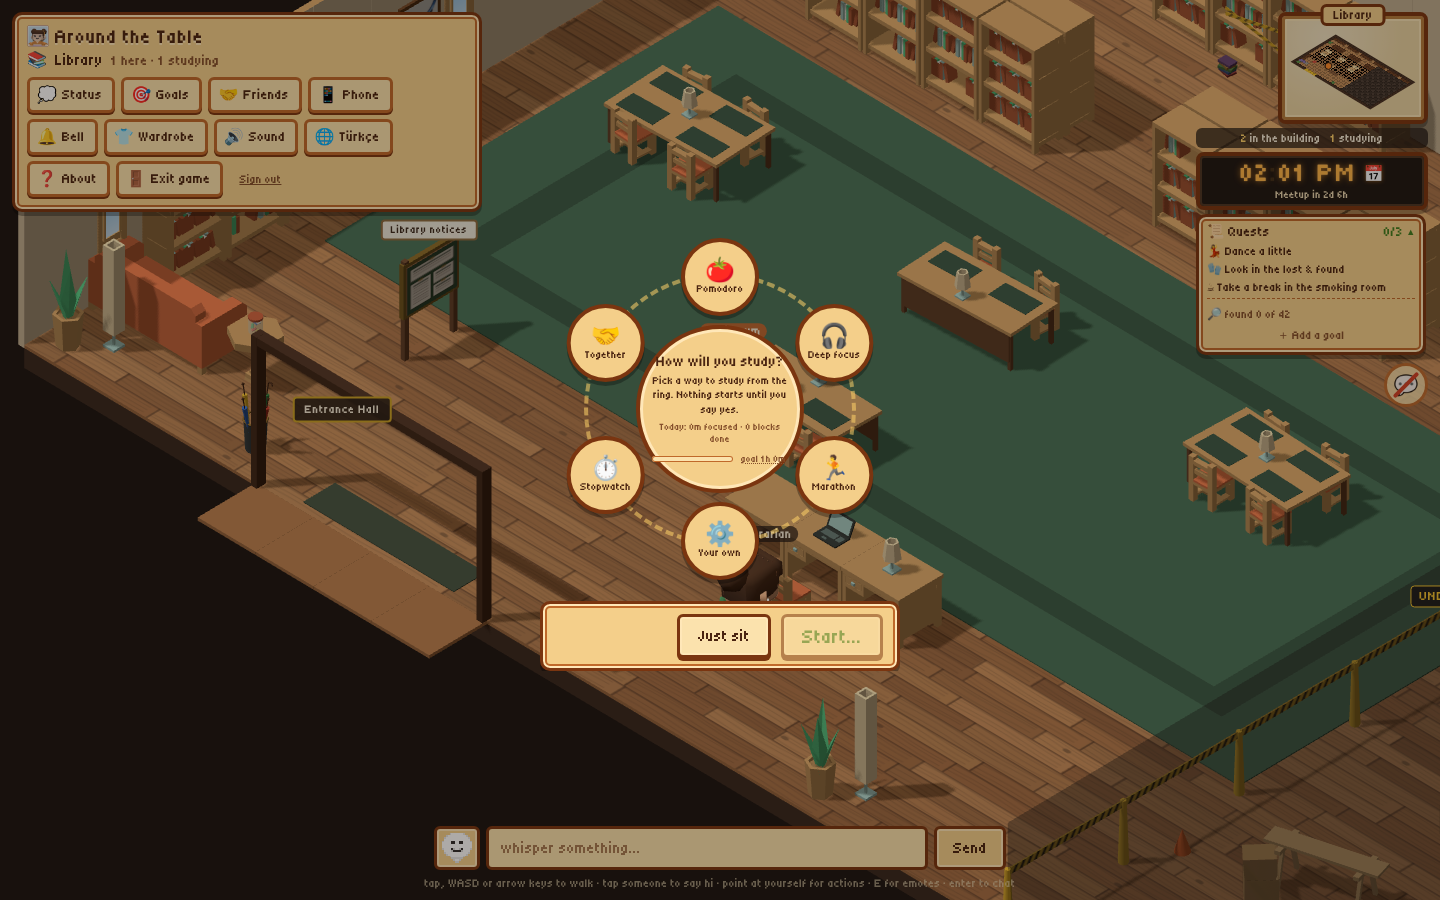 Around the Table
Library 1 here · 1 studying
Status
Goals
Friends
Phone
Bell
Wardrobe
Sound
Türkçe
About
Exit game
Sign out
Library notices
Entrance Hall
Library
2 in the building 1 studying
02:01 PM
Meetup in 2d 6h
Quests 0/3
Dance a little
Look in the lost & found
Take a break in the smoking room
found 0 of 42
+ Add a goal
Pomodoro
Together
Deep focus
How will you study?
Pick a way to study from the
ring. Nothing starts until you
say yes.
Today: 0m focused · 0 blocks
done
goal 1h 0m
Stopwatch
Marathon
Your own
Just sit
Start...
whisper something...
Send
tap, WASD or arrow keys to walk · tap someone to say hi · point at yourself for actions · E for emotes · enter to chat